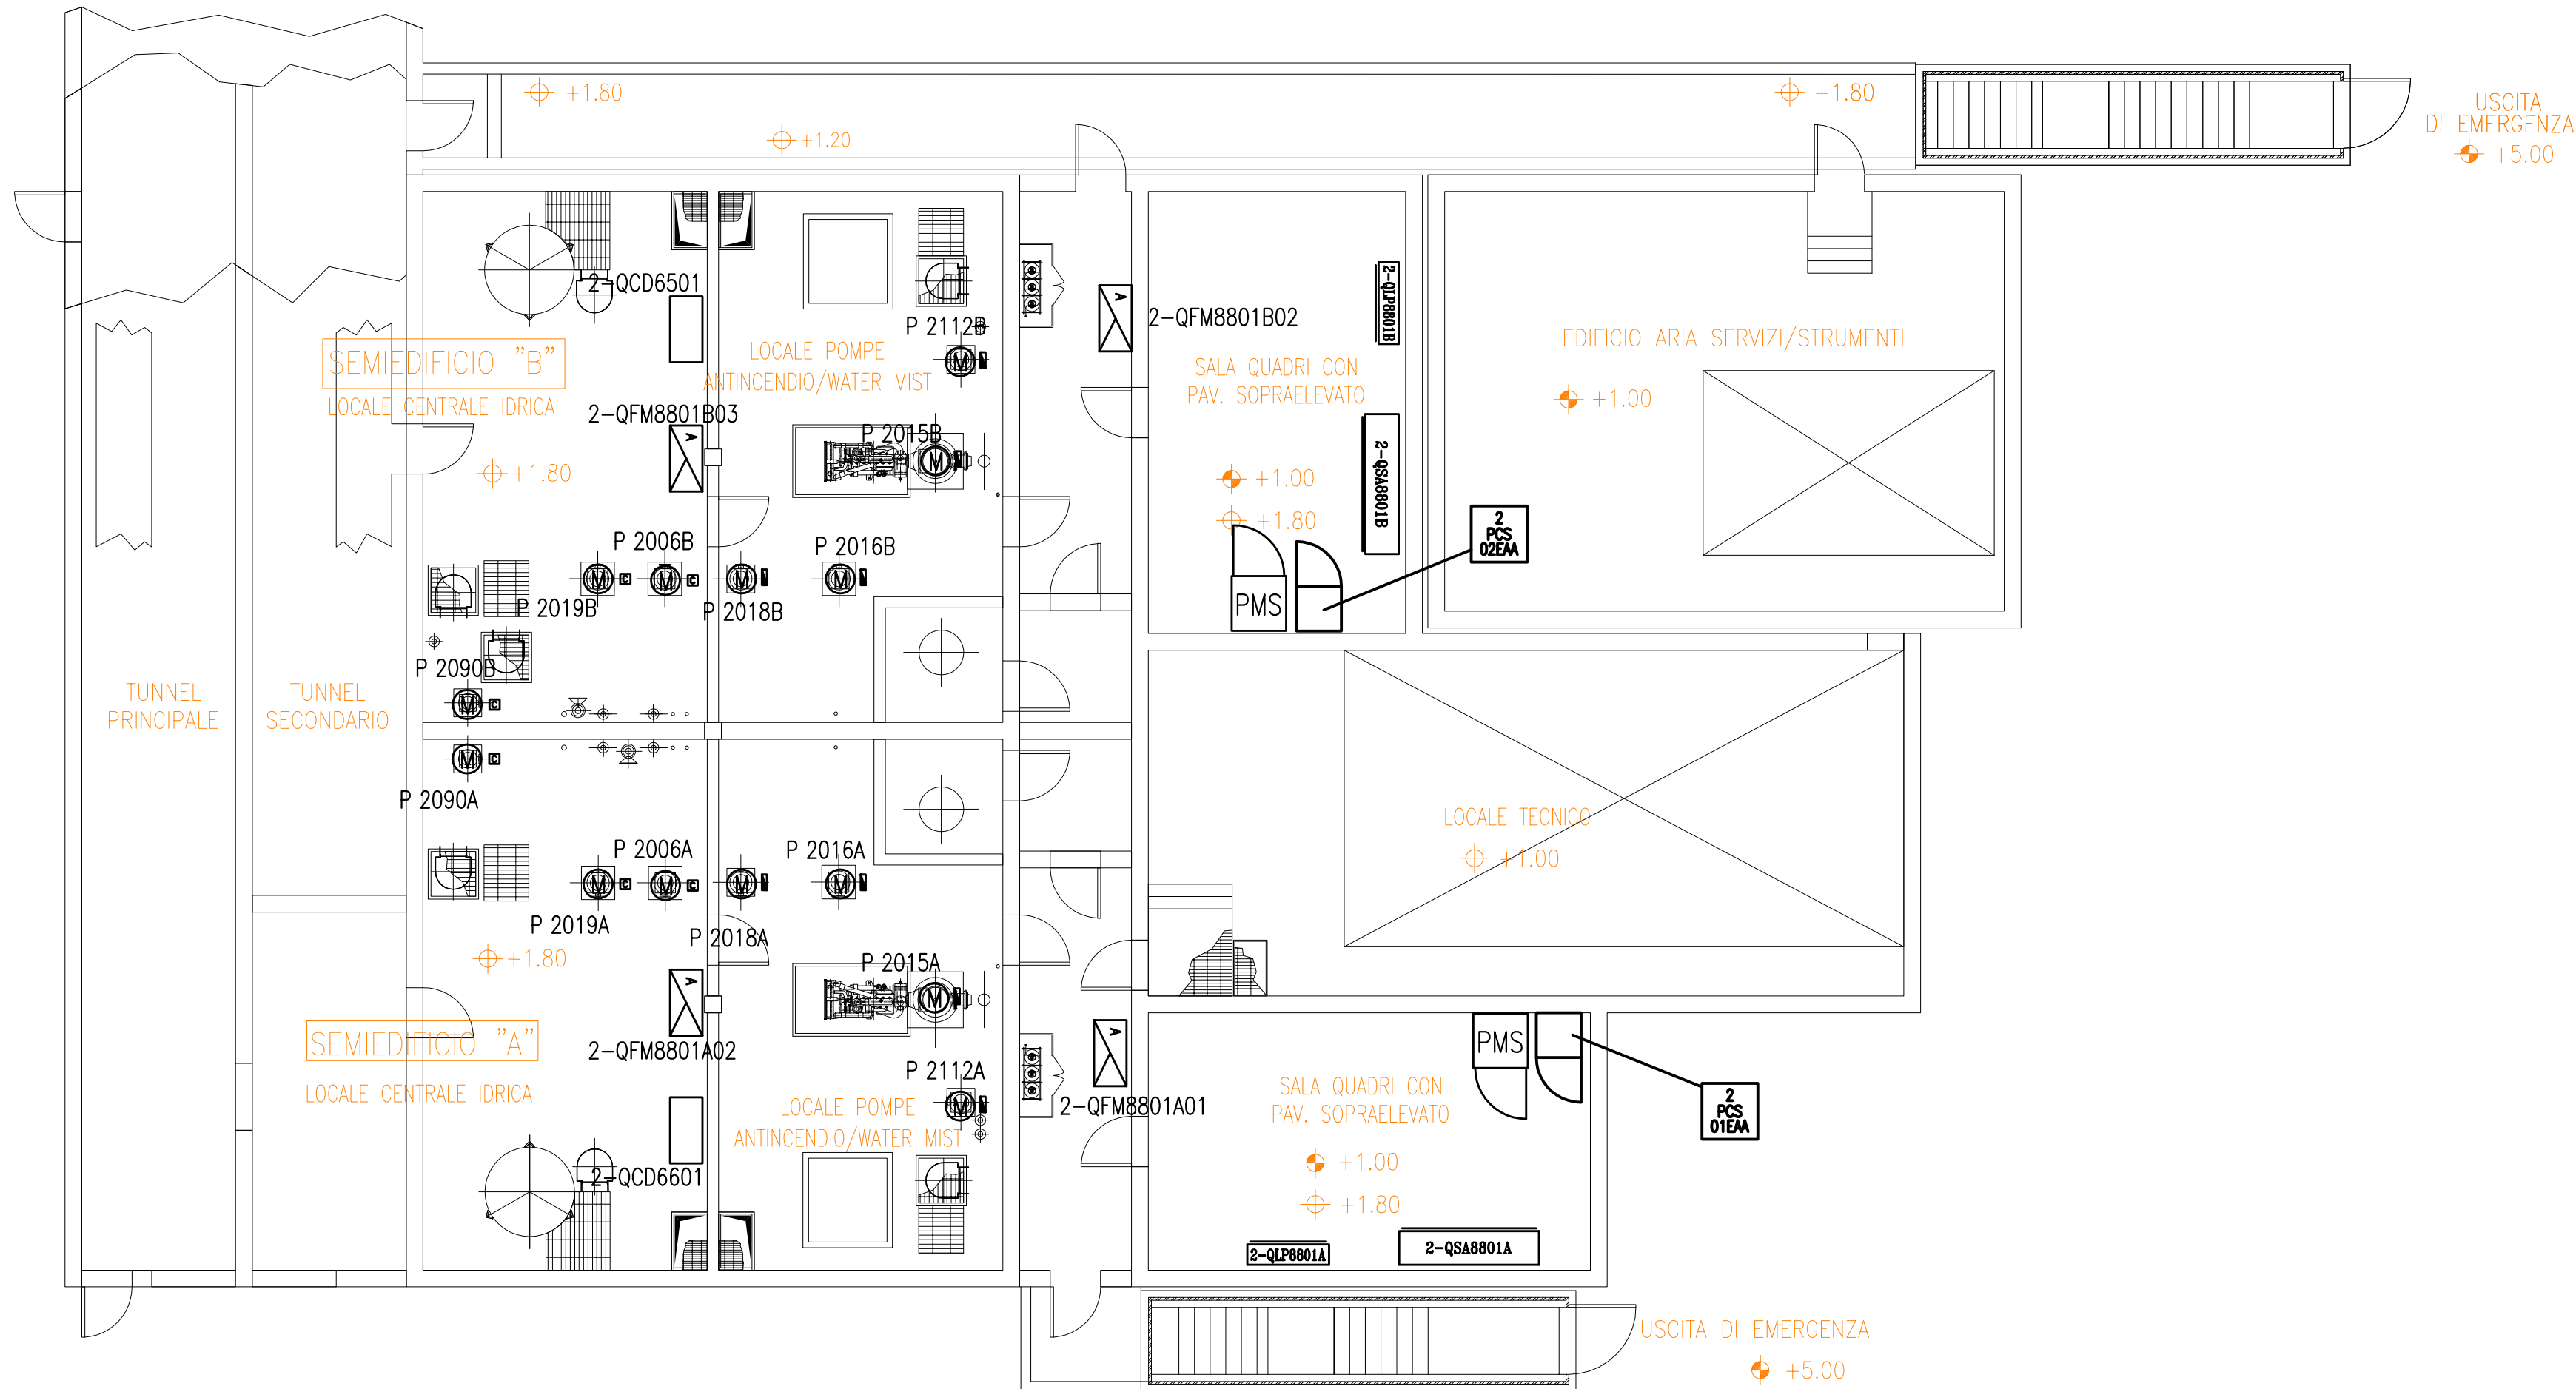 +1.80
+1.80
+1.20
USCITA
DI EMERGENZA
+5.00
2-QCD6501
P 2112B
A
2-QFM8801B02
2-QLP8801B
SEMIEDIFICIO "B"
LOCALE CENTRALE IDRICA
LOCALE POMPE
ANTINCENDIO/WATER MIST
M
SALA QUADRI CON
PAV. SOPRAELEVATO
EDIFICIO ARIA SERVIZI/STRUMENTI
+1.00
2-QFM8801B03
A
P 2015B
M
2-QSA8801B
+1.80
+1.00
+1.80
2
PCS
02EAA
P 2006B
P 2016B
M
C
M
C
M
M
PMS
P 2019B
P 2018B
P 2090B
M
C
TUNNEL
PRINCIPALE
TUNNEL
SECONDARIO
M
C
P 2090A
LOCALE TECNICO
+1.00
P 2006A
P 2016A
M
C
M
C
M
M
P 2019A
P 2018A
+1.80
P 2015A
A
M
SEMIEDIFICIO "A"
2-QFM8801A02
LOCALE CENTRALE IDRICA
P 2112A
M
A
2-QFM8801A01
LOCALE POMPE
ANTINCENDIO/WATER MIST
PMS
SALA QUADRI CON
PAV. SOPRAELEVATO
2
PCS
01EAA
+1.00
+1.80
2-QCD6601
2-QLP8801A
2-QSA8801A
USCITA DI EMERGENZA
+5.00